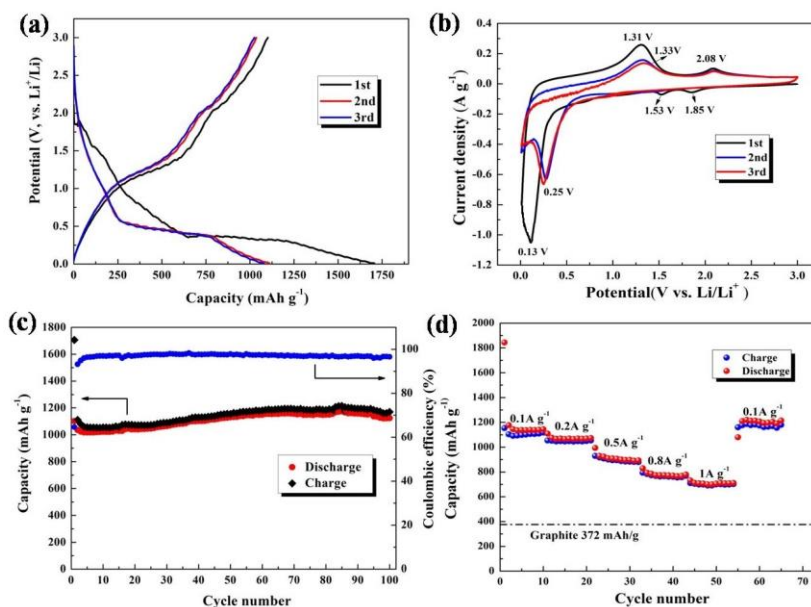 (a)
3.0
2.5
2.0
1.5
1.0
0.5
0.0
Potential (V, vs. Li+/Li)
1st
2nd
3rd
0 250 500 750 1000 1250 1500 1750
Capacity (mAh g-1)
(b)
0.4
0.2
0.0
-0.2
-0.4
-0.6
-0.8
-1.0
-1.2
Current density (A g-1)
1.31 V
1.33V
2.08 V
1.53 V
1.85 V
0.25 V
0.13 V
1st
2nd
3rd
0.0 0.5 1.0 1.5 2.0 2.5 3.0
Potential(V vs. Li/Li+)
(c)
1800
1600
1400
1200
1000
800
600
400
200
0
Capacity (mAh g-1)
100
80
60
40
20
0
Coulombic efficiency (%)
Discharge
Charge
0 10 20 30 40 50 60 70 80 90 100
Cycle number
(d)
2000
1800
1600
1400
1200
1000
800
600
400
200
0
Capacity (mAh g-1)
Charge
Discharge
0.1A g-1
0.2A g-1
0.5A g-1
0.8A g-1
1A g-1
0.1A g-1
Graphite 372 mAh/g
0 10 20 30 40 50 60 70
Cycle number